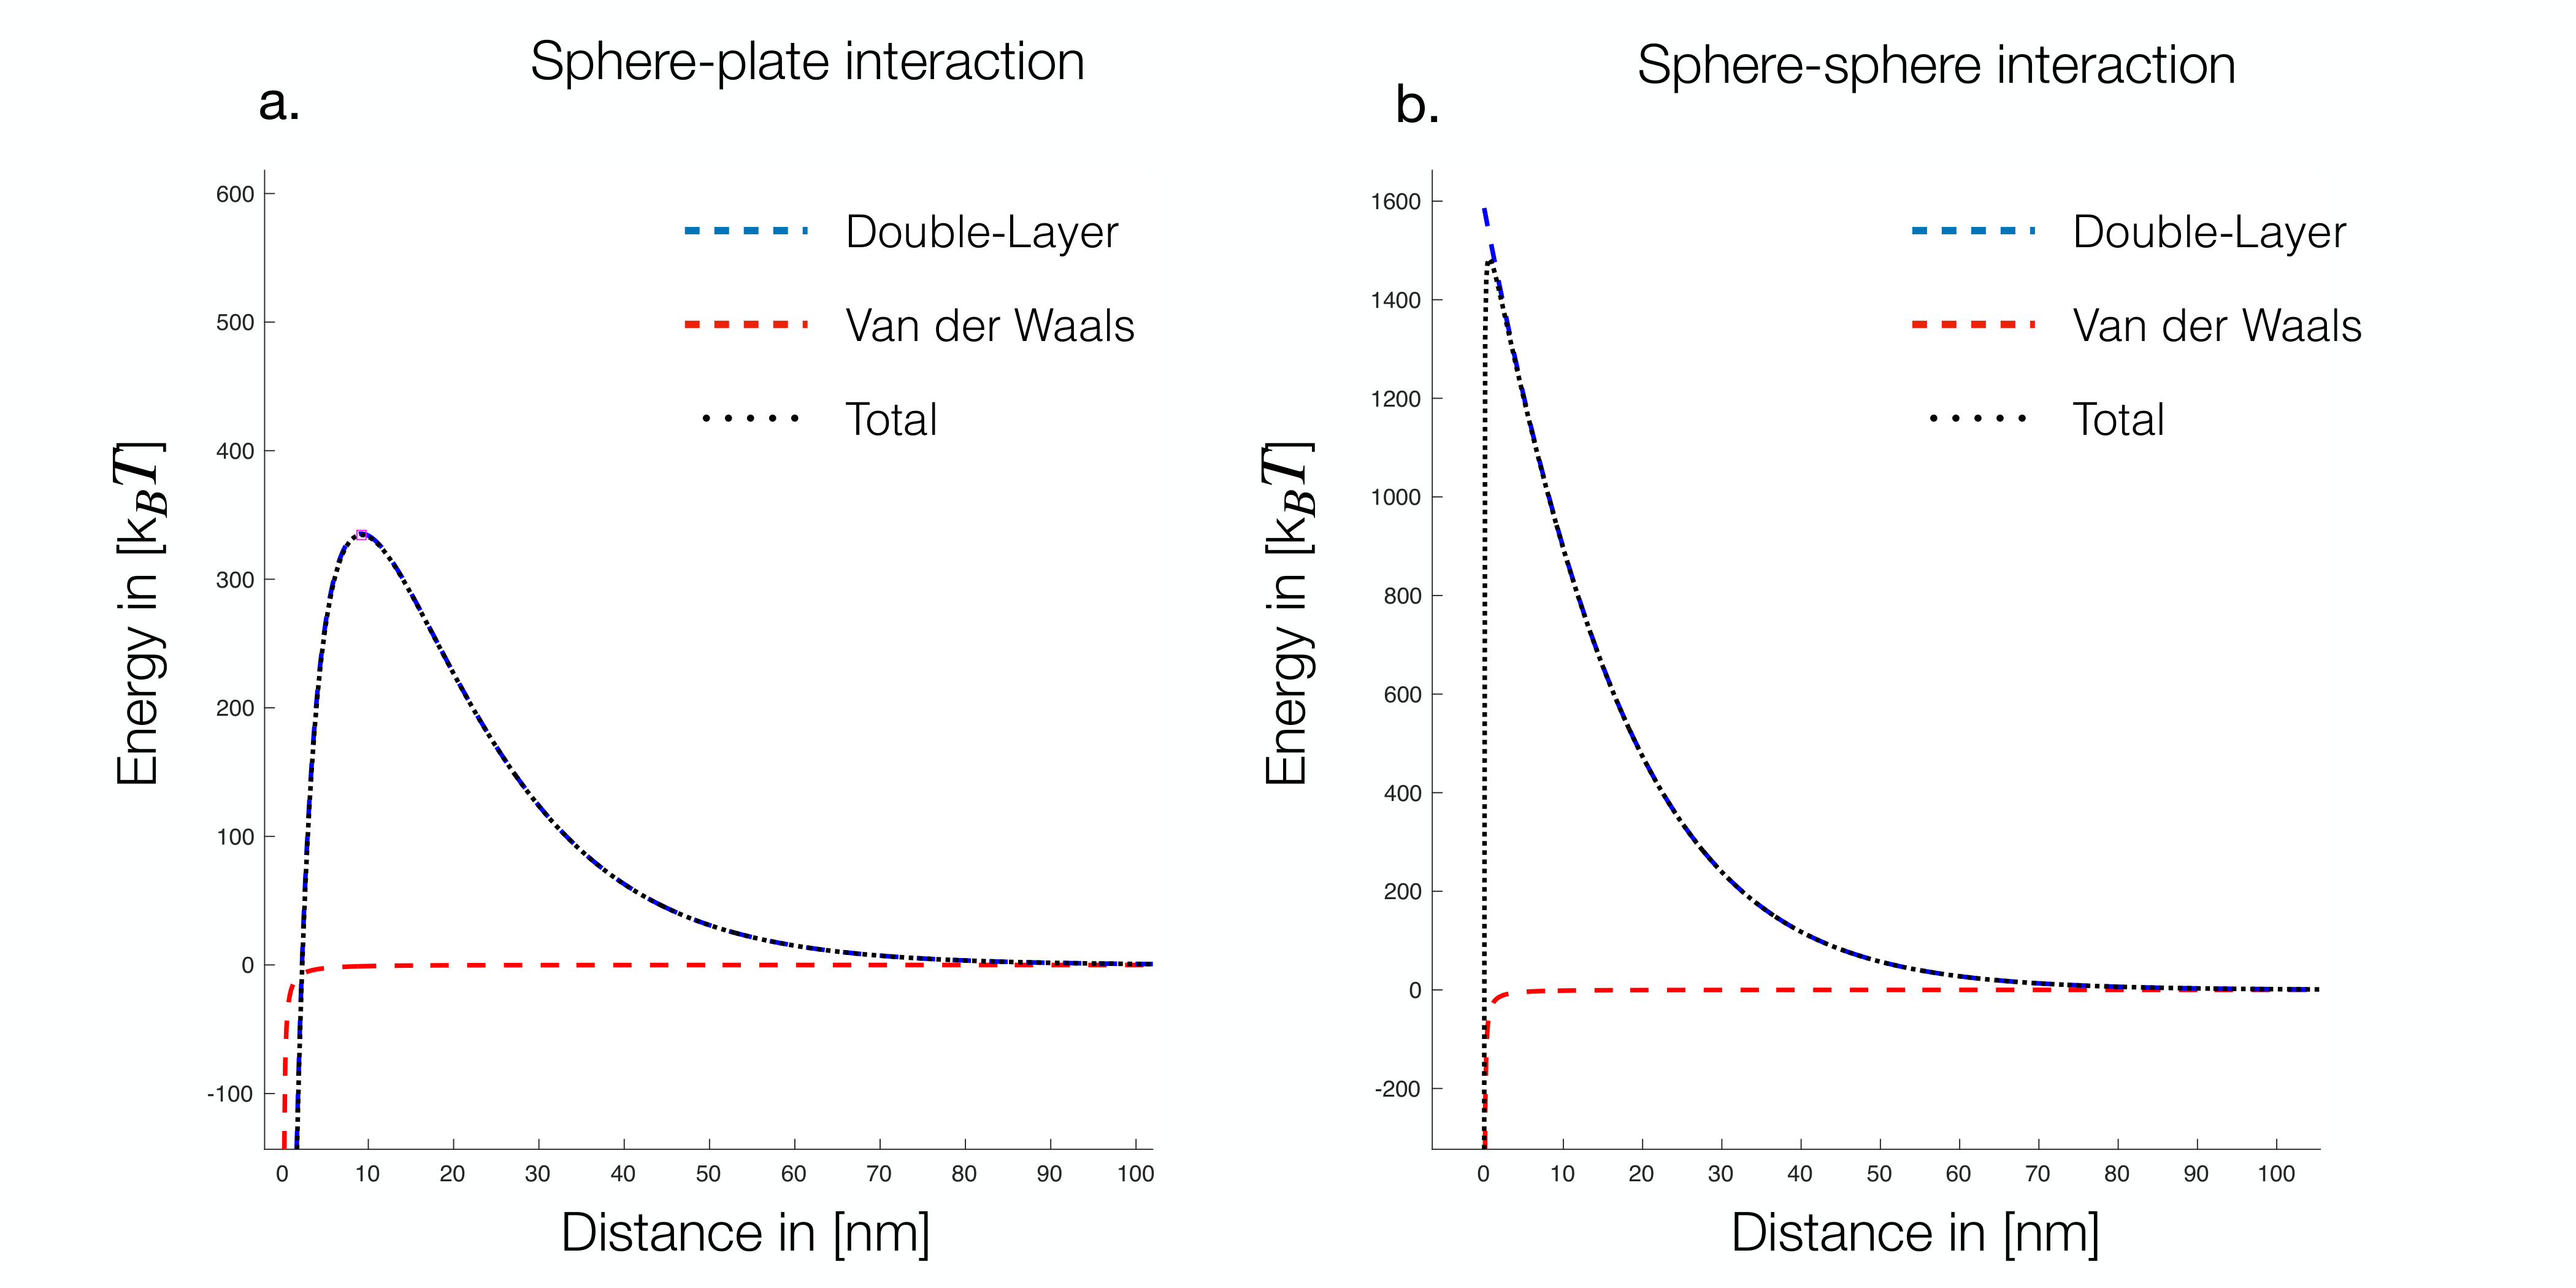 Sphere-plate interaction
a.
600
500
400
300
200
100
0
-100
0 10 20 30 40 50 60 70 80 90 100
Energy in [k_BT]
Distance in [nm]
Double-Layer
Van der Waals
Total
Sphere-sphere interaction
b.
1600
1400
1200
1000
800
600
400
200
0
-200
0 10 20 30 40 50 60 70 80 90 100
Energy in [k_BT]
Distance in [nm]
Double-Layer
Van der Waals
Total